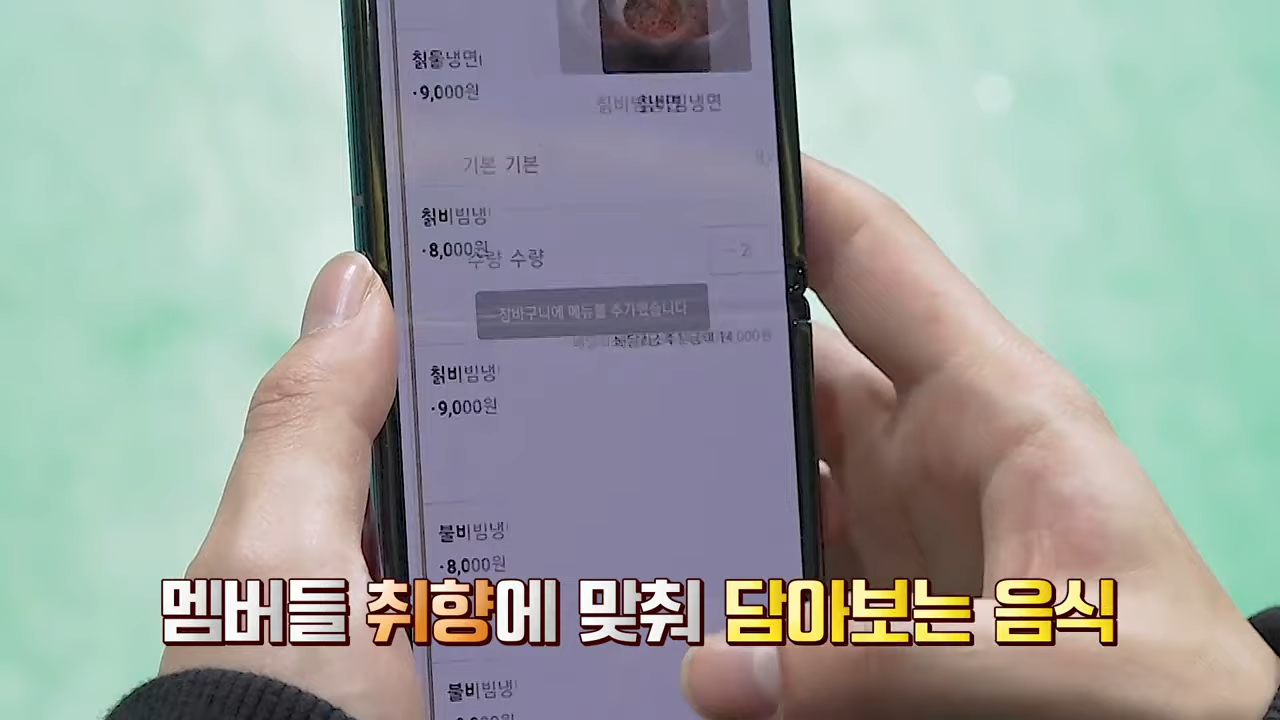 칡물냉면
·9,000원
기본 기본
칡비빔냉
·8,000원
수량 수량
2
장바구니에 메뉴를 추가했습니다
칡비빔냉
·9,000원
불비빔냉
·8,000원
멤버들 취향에 맞춰 담아보는 음식
불비빔냉